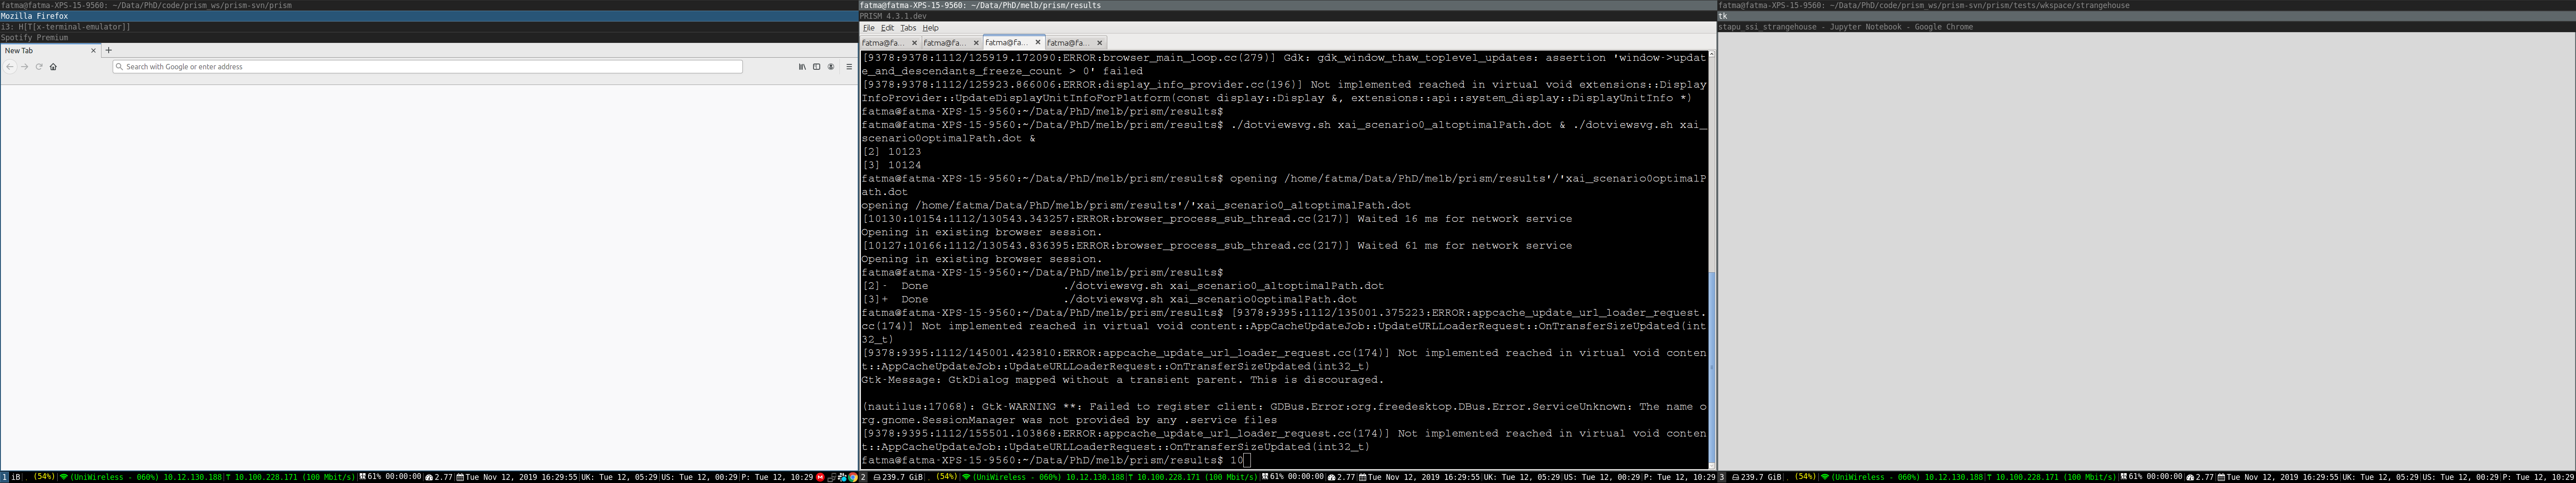 fatma@fatma-XPS-15-9560: ~/Data/PhD/code/prism_ws/prism-svn/prism
Mozilla Firefox
i3: H[T[x-terminal-emulator]]
Spotify Premium
New Tab
Search with Google or enter address
1 iB| . (54%)| (UniWireless - 060%) 10.12.130.188| T 10.100.228.171 (100 Mbit/s)| 61% 00:00:00| 2.77| Tue Nov 12, 2019 16:29:55|UK: Tue 12, 05:29|US: Tue 12, 00:29|P: Tue 12, 10:29
fatma@fatma-XPS-15-9560: ~/Data/PhD/melb/prism/results
PRISM 4.3.1.dev
File Edit Tabs Help
fatma@fa... fatma@fa... fatma@fa... fatma@fa...
[9378:9378:1112/125919.172090:ERROR:browser_main_loop.cc(279)] Gdk: gdk_window_thaw_toplevel_updates: assertion 'window->updat
e_and_descendants_freeze_count > 0' failed
[9378:9378:1112/125923.866006:ERROR:display_info_provider.cc(196)] Not implemented reached in virtual void extensions::Display
InfoProvider::UpdateDisplayUnitInfoForPlatform(const display::Display &, extensions::api::system_display::DisplayUnitInfo *)
fatma@fatma-XPS-15-9560:~/Data/PhD/melb/prism/results$
fatma@fatma-XPS-15-9560:~/Data/PhD/melb/prism/results$ ./dotviewsvg.sh xai_scenario0_altoptimalPath.dot & ./dotviewsvg.sh xai_
scenario0optimalPath.dot &
[2] 10123
[3] 10124
fatma@fatma-XPS-15-9560:~/Data/PhD/melb/prism/results$ opening /home/fatma/Data/PhD/melb/prism/results'/'xai_scenario0optimalP
ath.dot
opening /home/fatma/Data/PhD/melb/prism/results'/'xai_scenario0_altoptimalPath.dot
[10130:10154:1112/130543.343257:ERROR:browser_process_sub_thread.cc(217)] Waited 16 ms for network service
Opening in existing browser session.
[10127:10166:1112/130543.836395:ERROR:browser_process_sub_thread.cc(217)] Waited 61 ms for network service
Opening in existing browser session.
fatma@fatma-XPS-15-9560:~/Data/PhD/melb/prism/results$
[2]- Done ./dotviewsvg.sh xai_scenario0_altoptimalPath.dot
[3]+ Done ./dotviewsvg.sh xai_scenario0optimalPath.dot
fatma@fatma-XPS-15-9560:~/Data/PhD/melb/prism/results$ [9378:9395:1112/135001.375223:ERROR:appcache_update_url_loader_request.
cc(174)] Not implemented reached in virtual void content::AppCacheUpdateJob::UpdateURLLoaderRequest::OnTransferSizeUpdated(int
32_t)
[9378:9395:1112/145001.423810:ERROR:appcache_update_url_loader_request.cc(174)] Not implemented reached in virtual void conten
t::AppCacheUpdateJob::UpdateURLLoaderRequest::OnTransferSizeUpdated(int32_t)
Gtk-Message: GtkDialog mapped without a transient parent. This is discouraged.
(nautilus:17068): Gtk-WARNING **: Failed to register client: GDBus.Error:org.freedesktop.DBus.Error.ServiceUnknown: The name o
rg.gnome.SessionManager was not provided by any .service files
[9378:9395:1112/155501.103868:ERROR:appcache_update_url_loader_request.cc(174)] Not implemented reached in virtual void conten
t::AppCacheUpdateJob::UpdateURLLoaderRequest::OnTransferSizeUpdated(int32_t)
fatma@fatma-XPS-15-9560:~/Data/PhD/melb/prism/results$ 10
2 239.7 GiB| . (54%)| (UniWireless - 060%) 10.12.130.188| T 10.100.228.171 (100 Mbit/s)| 61% 00:00:00| 2.77| Tue Nov 12, 2019 16:29:55|UK: Tue 12, 05:29|US: Tue 12, 00:29|P: Tue 12, 10:29
fatma@fatma-XPS-15-9560: ~/Data/PhD/code/prism_ws/prism-svn/prism/tests/wkspace/strangehouse
tk
stapu_ssi_strangehouse - Jupyter Notebook - Google Chrome
3 239.7 GiB| . (54%)| (UniWireless - 060%) 10.12.130.188| T 10.100.228.171 (100 Mbit/s)| 61% 00:00:00| 2.77| Tue Nov 12, 2019 16:29:55|UK: Tue 12, 05:29|US: Tue 12, 00:29|P: Tue 12, 10:29